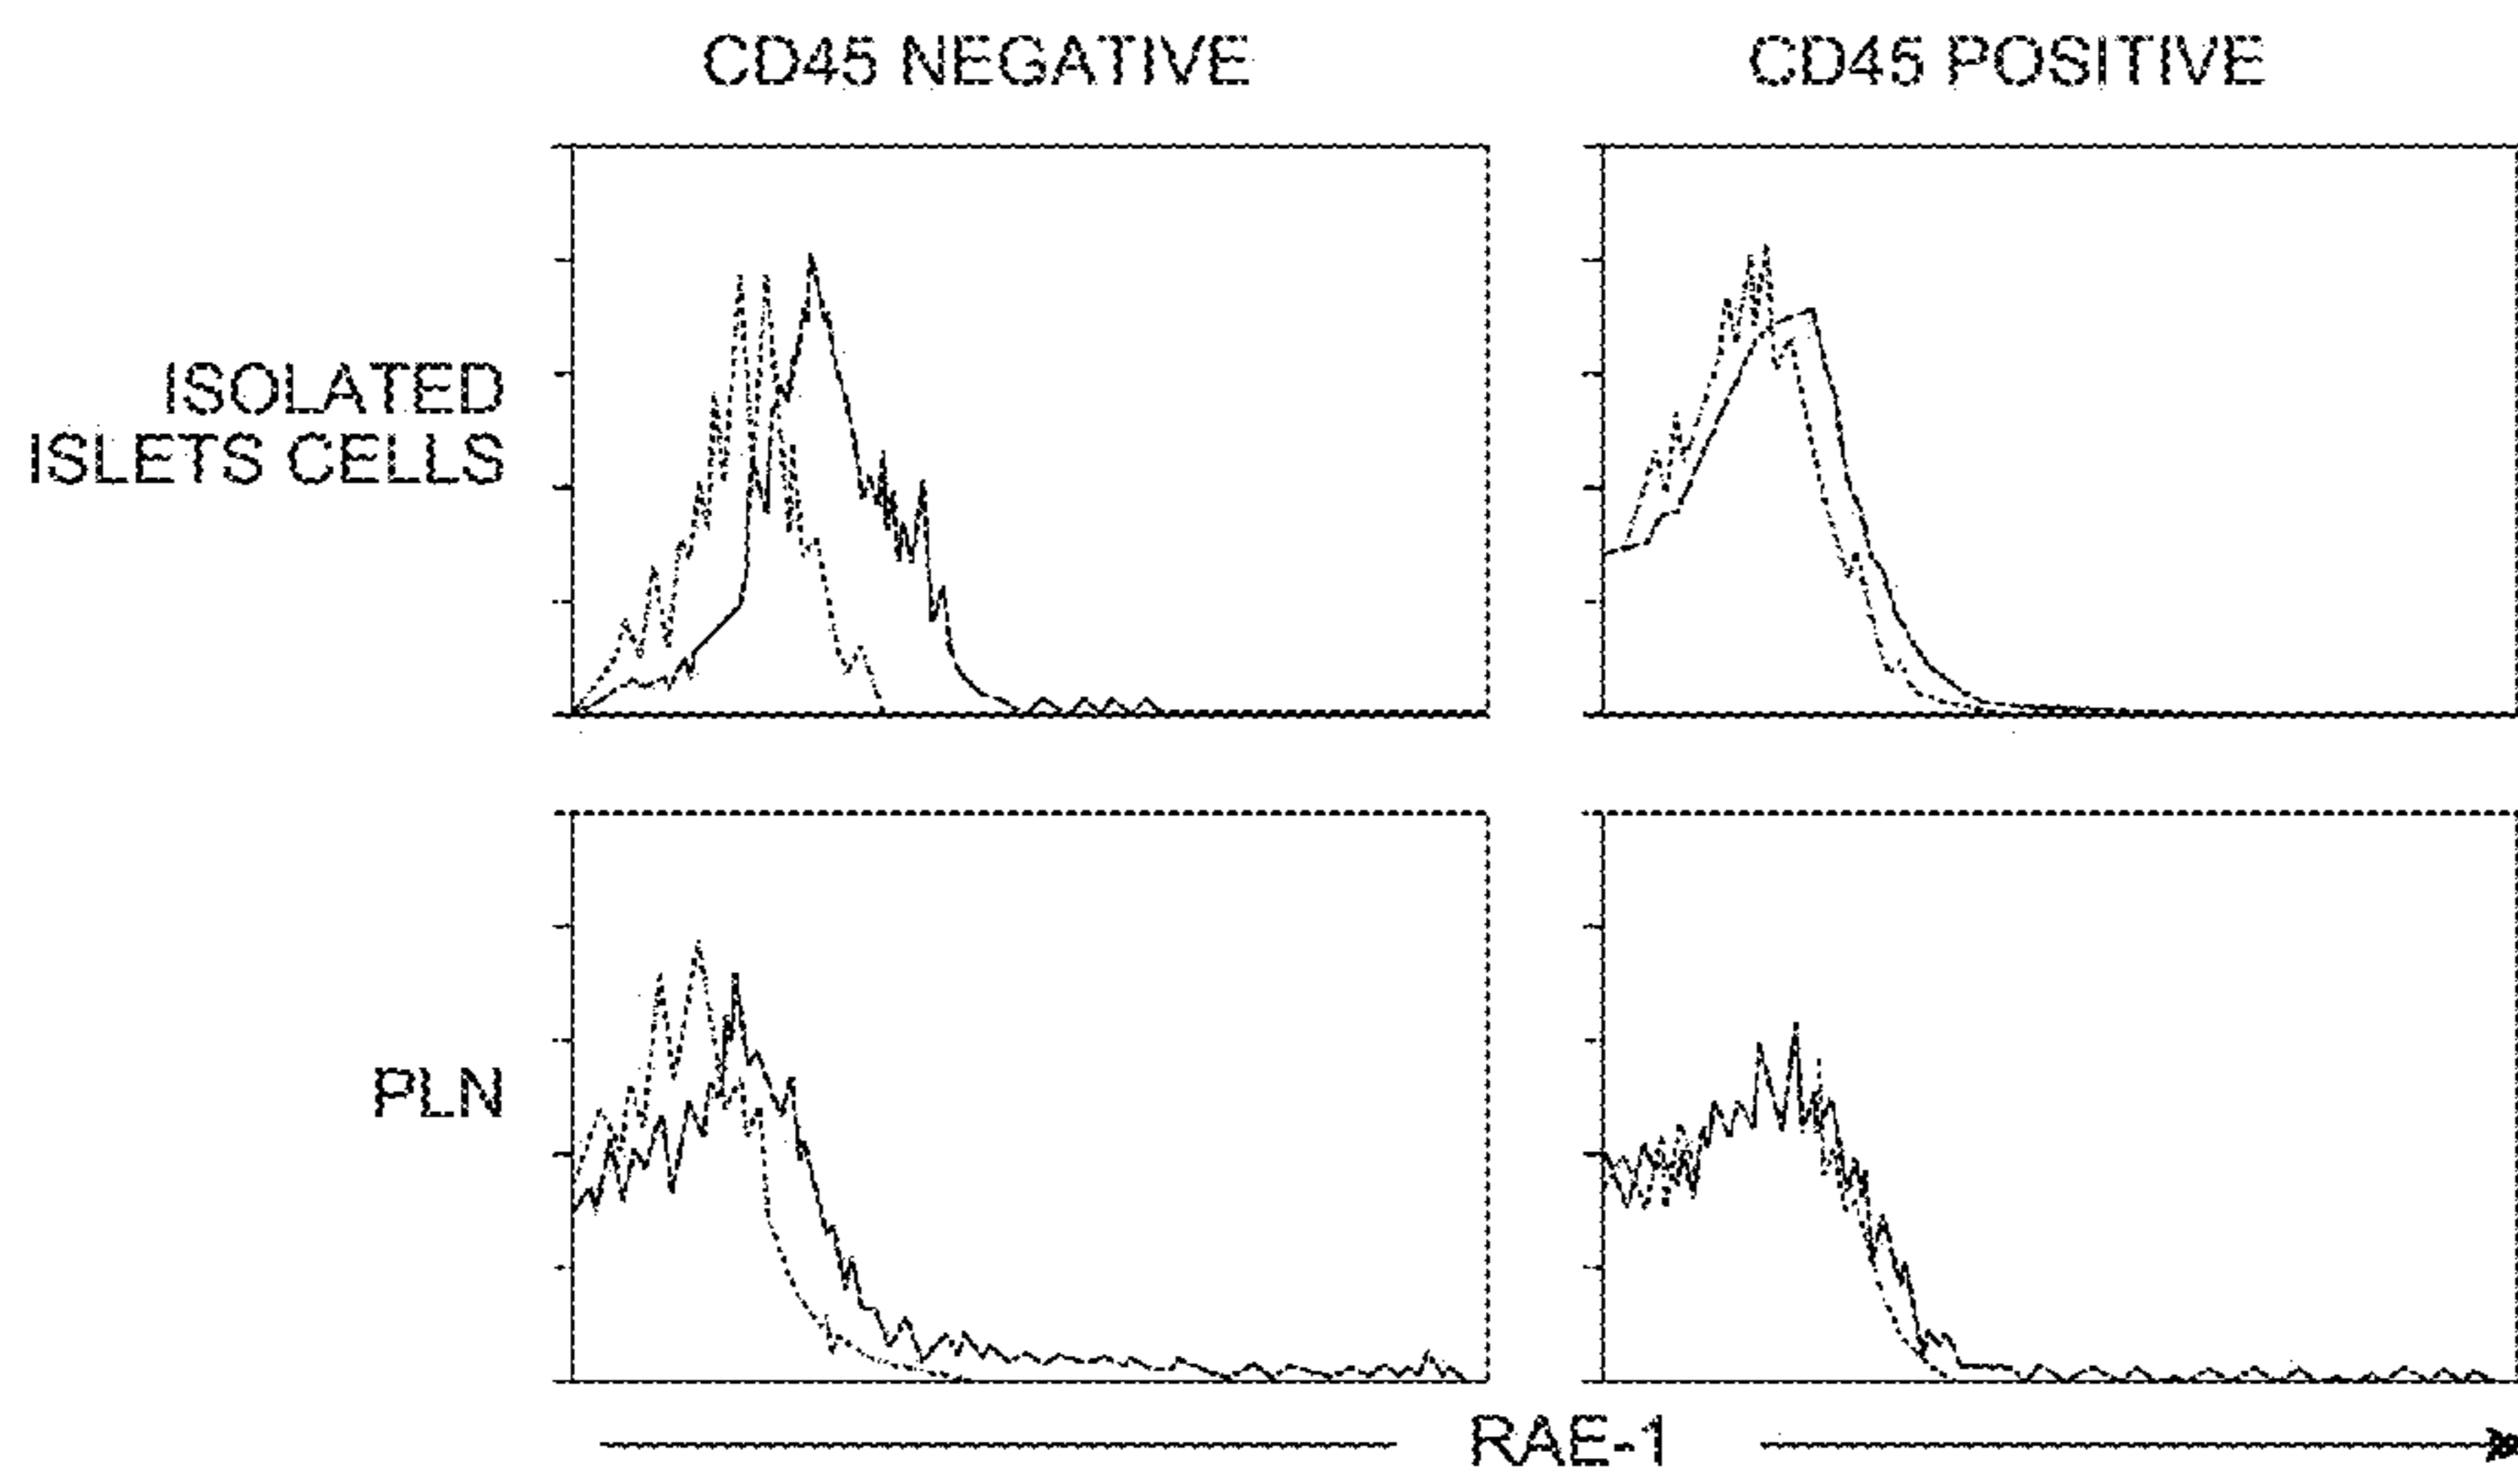 CD45 NEGATIVE
CD45 POSITIVE
ISOLATED
ISLETS CELLS
PLN
RAE-1